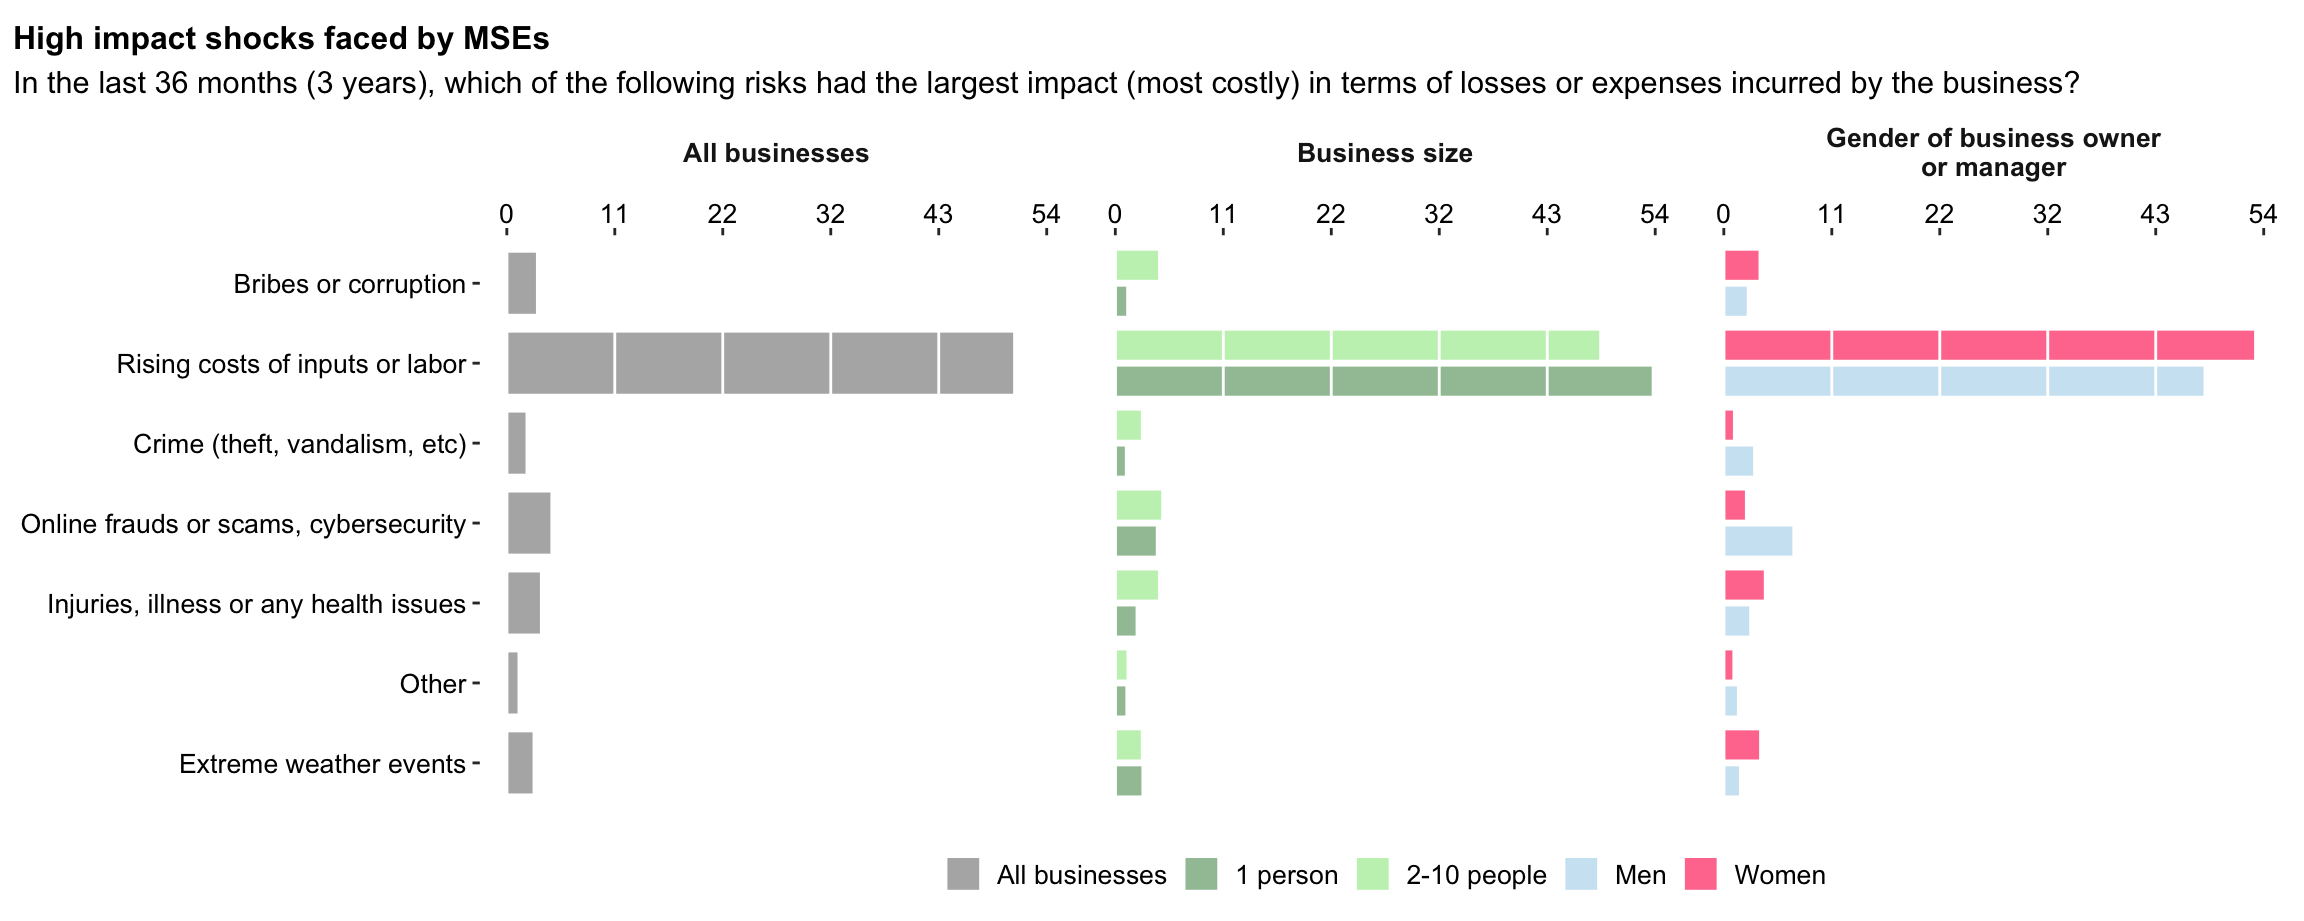 High impact shocks faced by MSEs
In the last 36 months (3 years), which of the following risks had the largest impact (most costly) in terms of losses or expenses incurred by the business?
All businesses
Business size
Gender of business owner
or manager
0 11 22 32 43 54
0 11 22 32 43 54
0 11 22 32 43 54
Bribes or corruption
Rising costs of inputs or labor
Crime (theft, vandalism, etc)
Online frauds or scams, cybersecurity
Injuries, illness or any health issues
Other
Extreme weather events
All businesses 1 person 2-10 people Men Women